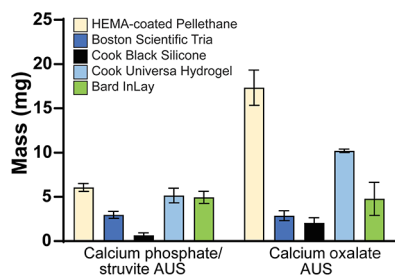 25
20
15
10
5
0
Mass (mg)
HEMA-coated Pellethane
Boston Scientific Tria
Cook Black Silicone
Cook Universa Hydrogel
Bard InLay
Calcium phosphate/
struvite AUS
Calcium oxalate
AUS